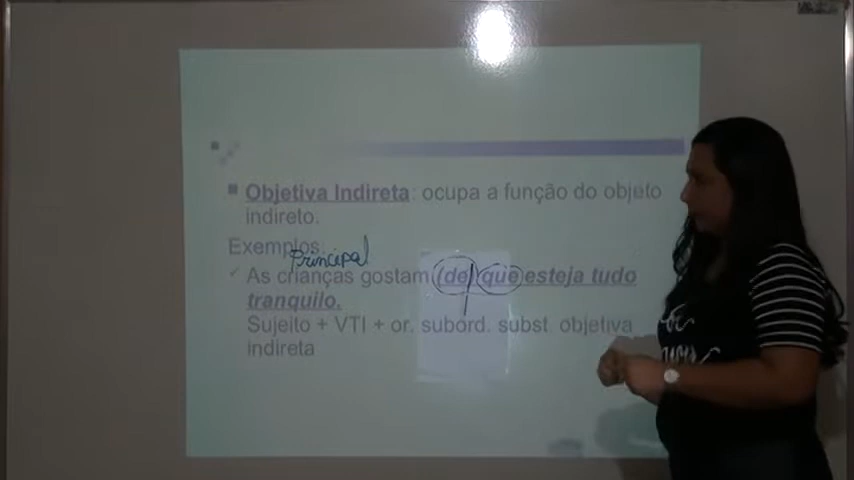 Objetiva Indireta: ocupa a função do objeto
indireto.
Exemplos:
Principal
As crianças gostam (de) que esteja tudo
tranquilo.
Sujeito + VTI + or. subord. subst. objetiva
indireta